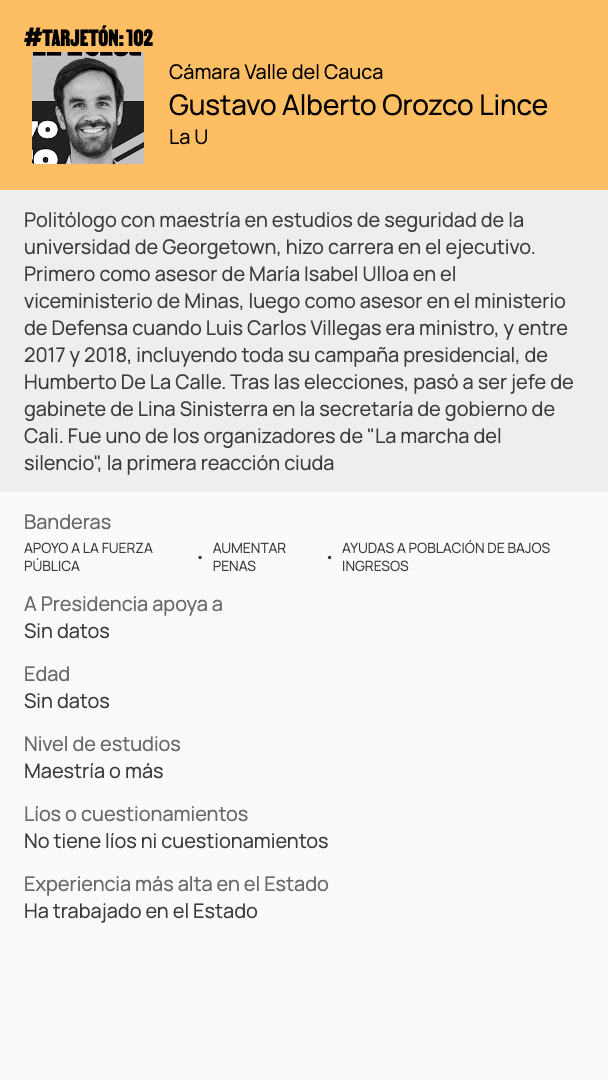 #TARJETÓN: 102
Cámara Valle del Cauca
Gustavo Alberto Orozco Lince
La U
vo
Politólogo con maestría en estudios de seguridad de la
universidad de Georgetown, hizo carrera en el ejecutivo.
Primero como asesor de María Isabel Ulloa en el
viceministerio de Minas, luego como asesor en el ministerio
de Defensa cuando Luis Carlos Villegas era ministro, y entre
2017 y 2018, incluyendo toda su campaña presidencial, de
Humberto De La Calle. Tras las elecciones, pasó a ser jefe de
gabinete de Lina Sinisterra en la secretaría de gobierno de
Cali. Fue uno de los organizadores de "La marcha del
silencio", la primera reacción ciuda
Banderas
APOYO A LA FUERZA PÚBLICA • AUMENTAR PENAS • AYUDAS A POBLACIÓN DE BAJOS INGRESOS
A Presidencia apoya a
Sin datos
Edad
Sin datos
Nivel de estudios
Maestría o más
Líos o cuestionamientos
No tiene líos ni cuestionamientos
Experiencia más alta en el Estado
Ha trabajado en el Estado